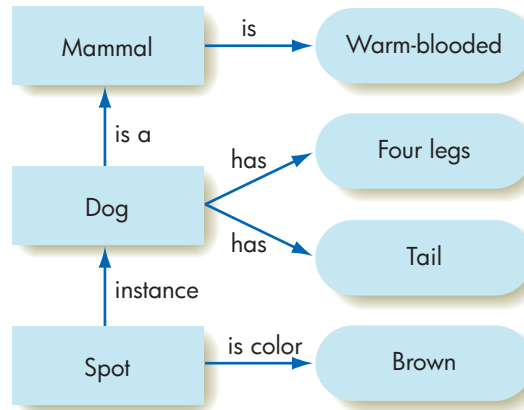 Mammal
is
Warm-blooded
is a
has
Four legs
Dog
has
Tail
instance
Spot
is color
Brown